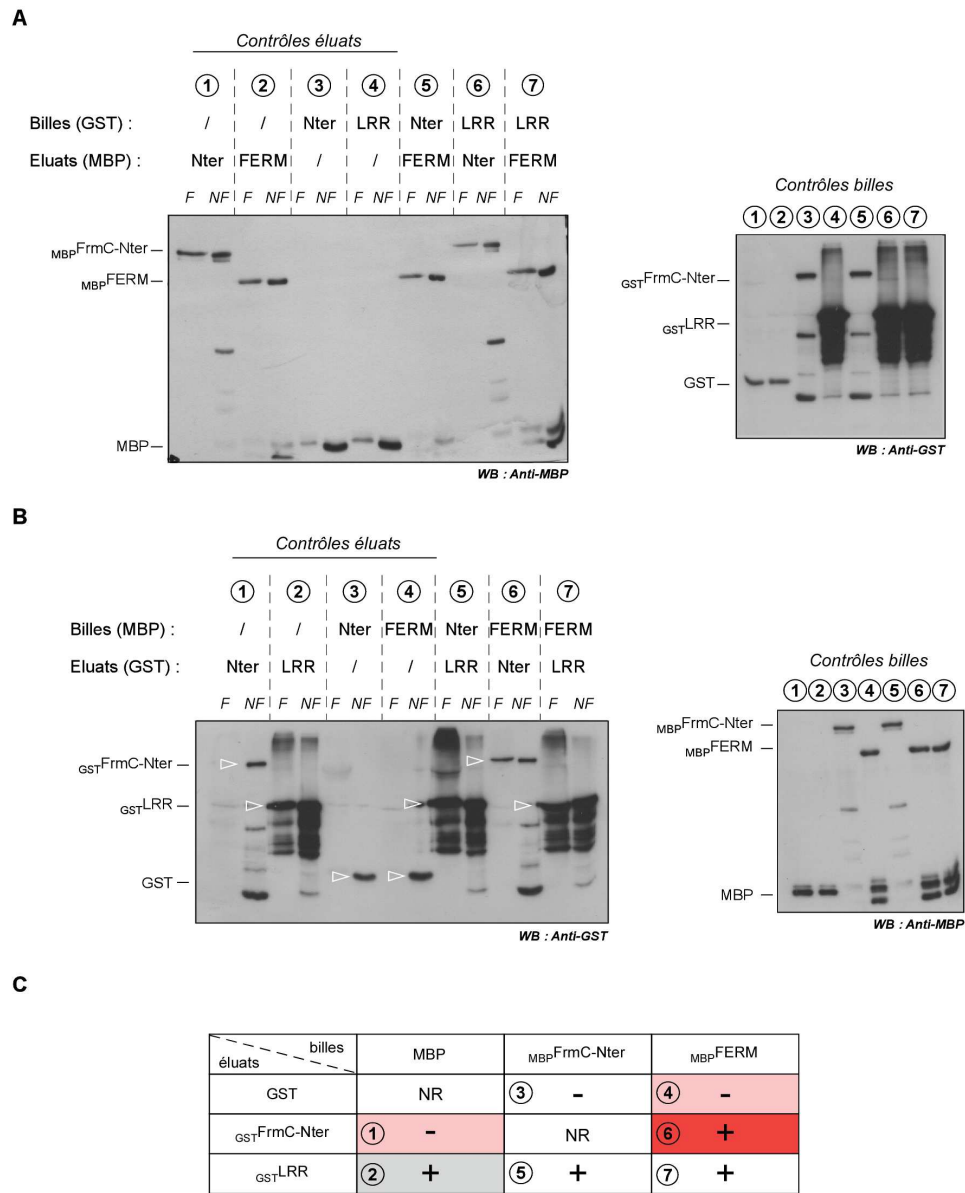 A
Contrôles éluats
1 2 3 4 5 6 7
Billes (GST) : / / Nter LRR Nter LRR LRR
Eluats (MBP) : Nter FERM / / FERM Nter FERM
F NF F NF F NF F NF F NF F NF F NF
MBPFrmC-Nter
MBPFERM
MBP
WB : Anti-MBP
Contrôles billes
1 2 3 4 5 6 7
GSTFrmC-Nter
GSTLRR
GST
WB : Anti-GST
B
Contrôles éluats
1 2 3 4 5 6 7
Billes (MBP) : / / Nter FERM Nter FERM FERM
Eluats (GST) : Nter LRR / / LRR Nter LRR
F NF F NF F NF F NF F NF F NF F NF
GSTFrmC-Nter
GSTLRR
GST
WB : Anti-GST
Contrôles billes
1 2 3 4 5 6 7
MBPFrmC-Nter
MBPFERM
MBP
WB : Anti-MBP
C
billes
éluats
MBP MBPFrmC-Nter MBPFERM
GST NR 3 - 4 -
GSTFrmC-Nter 1 - NR 6 +
GSTLRR 2 + 5 + 7 +